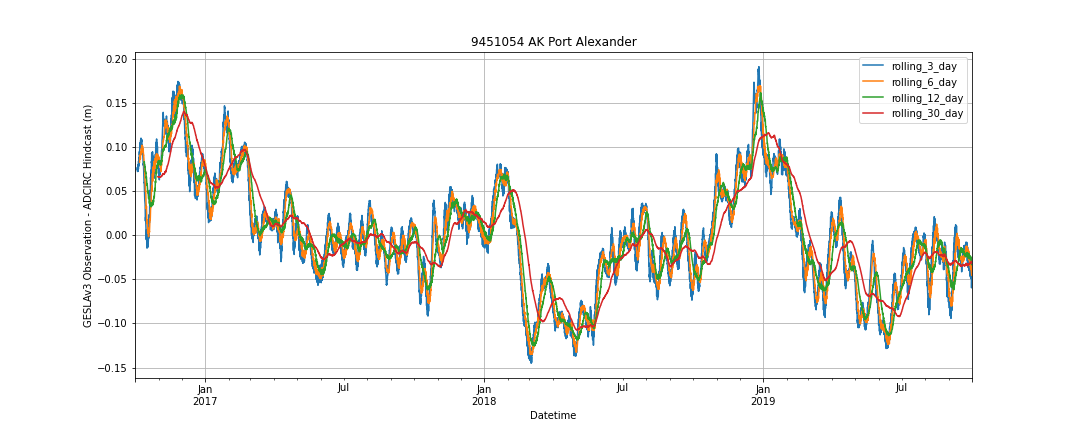 9451054 AK Port Alexander
GESLAv3 Observation - ADCIRC Hindcast (m)
0.20
0.15
0.10
0.05
0.00
−0.05
−0.10
−0.15
rolling_3_day
rolling_6_day
rolling_12_day
rolling_30_day
Jan Jul Jan Jul Jan Jul
2017 2018 2019
Datetime